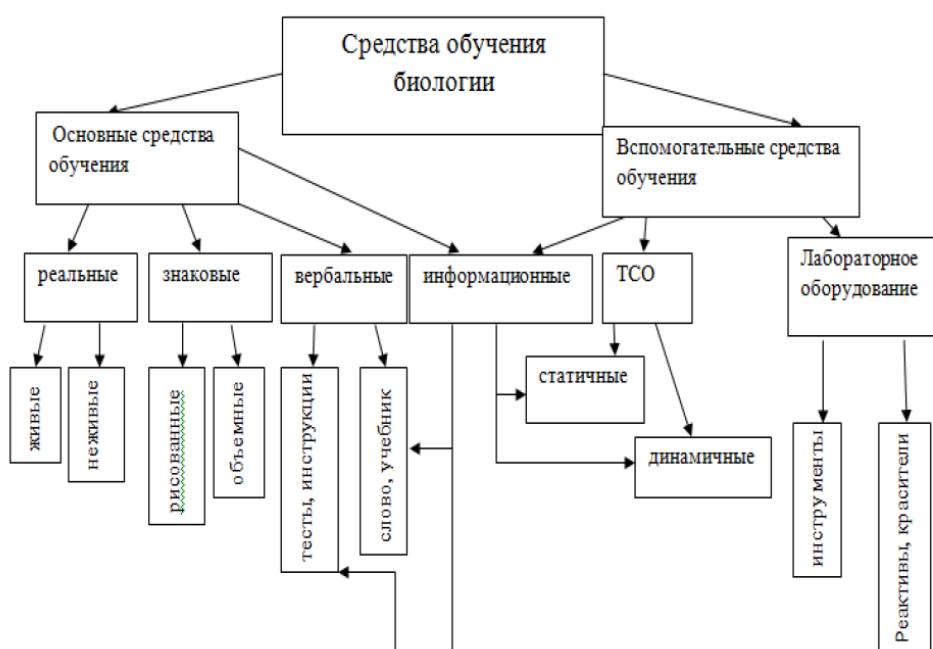 Средства обучения
биологии
Основные средства
обучения
Вспомогательные средства
обучения
реальные
знаковые
вербальные
информационные
ТСО
Лабораторное
оборудование
живые
неживые
рисованные
объемные
тесты, инструкции
слово, учебник
статичные
динамичные
инструменты
Реактивы, красители